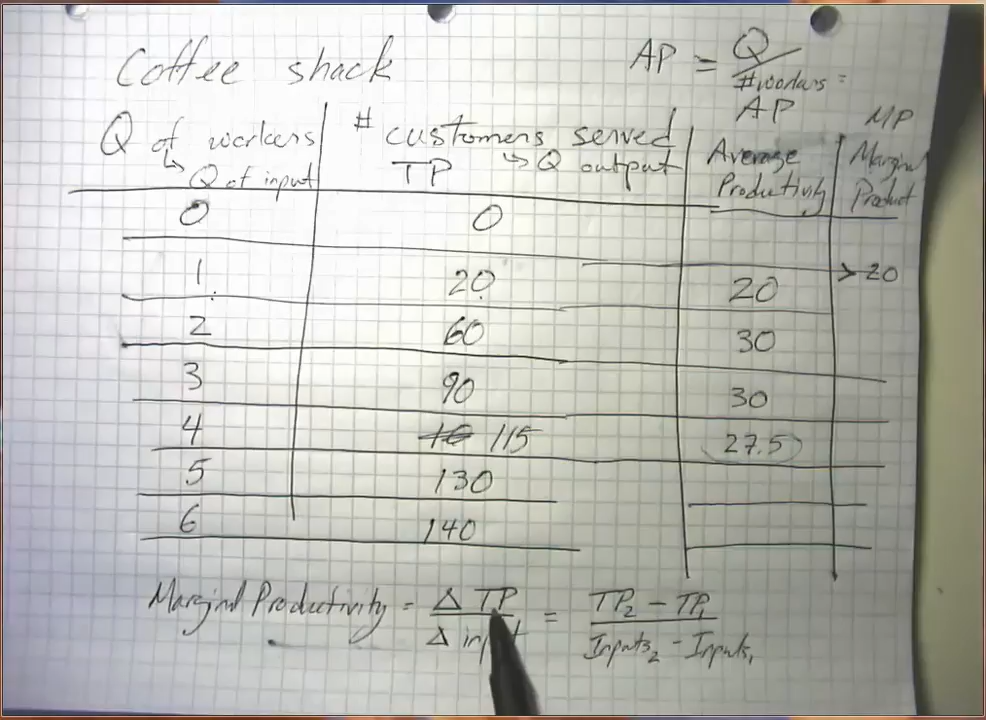 Coffee shack
AP = Q / # workers =
Q of workers
↳ Q of input
# customers served
TP ↳ Q output
AP
Average
Productivity
MP
Marginal
Product
0 0
> 20
1 20 20
2 60 30
3 90 30
4 115 27.5
5 130
6 140
Marginal Productivity = Δ TP / Δ input = TP2 - TP1 / Inputs2 - Inputs1